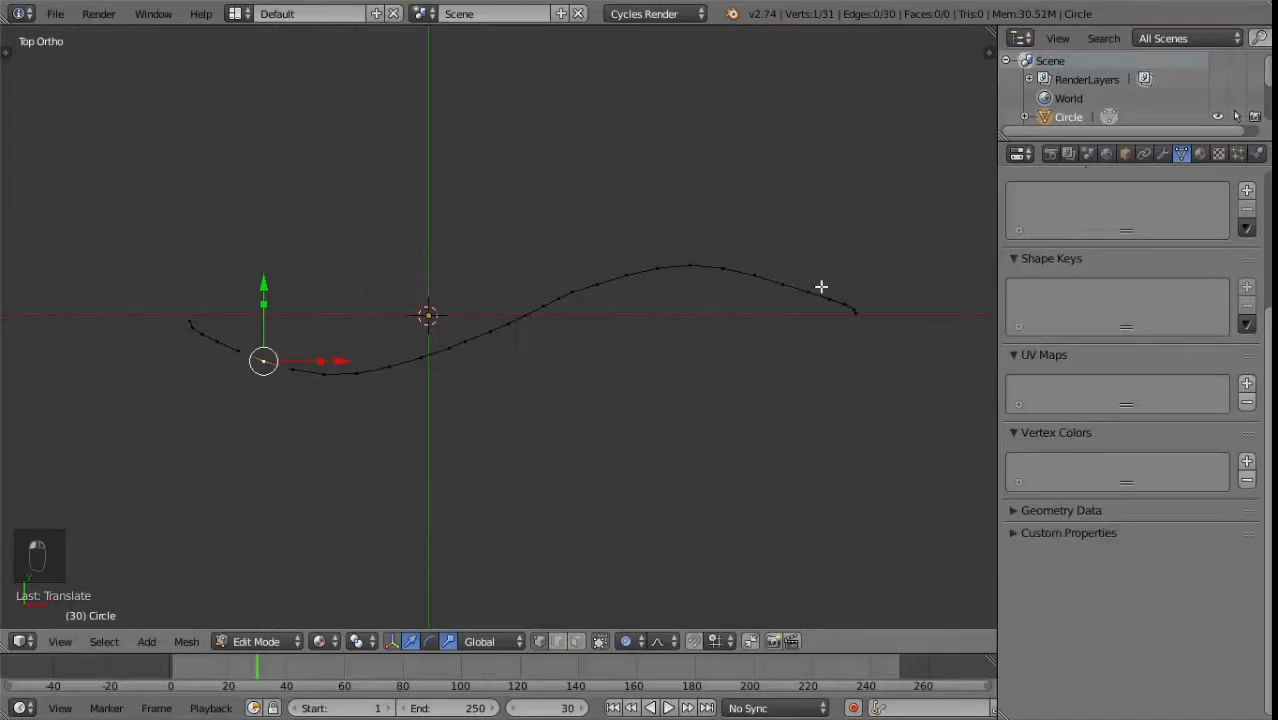 File Render Window Help Default Scene Cycles Render v2.74 | Verts:1/31 | Edges:0/30 | Faces:0/0 | Tris:0 | Mem:30.52M | Circle
Top Ortho
View Search All Scenes
Scene
RenderLayers
World
Circle
Shape Keys
UV Maps
Vertex Colors
Geometry Data
Custom Properties
Last: Translate
(30) Circle
View Select Add Mesh Edit Mode Global
-40 -20 0 20 40 60 80 100 120 140 160 180 200 220 240 260
View Marker Frame Playback Start: 1 End: 250 30 No Sync